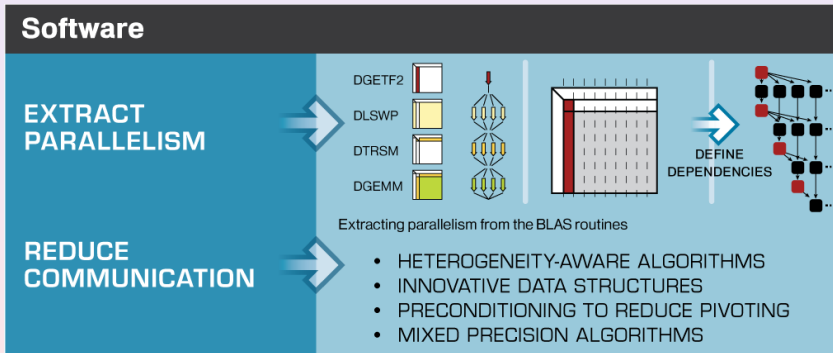 Software
EXTRACT
PARALLELISM
DGETF2
DLSWP
DTRSM
DGEMM
DEFINE
DEPENDENCIES
Extracting parallelism from the BLAS routines
REDUCE
COMMUNICATION
• HETEROGENEITY-AWARE ALGORITHMS
• INNOVATIVE DATA STRUCTURES
• PRECONDITIONING TO REDUCE PIVOTING
• MIXED PRECISION ALGORITHMS